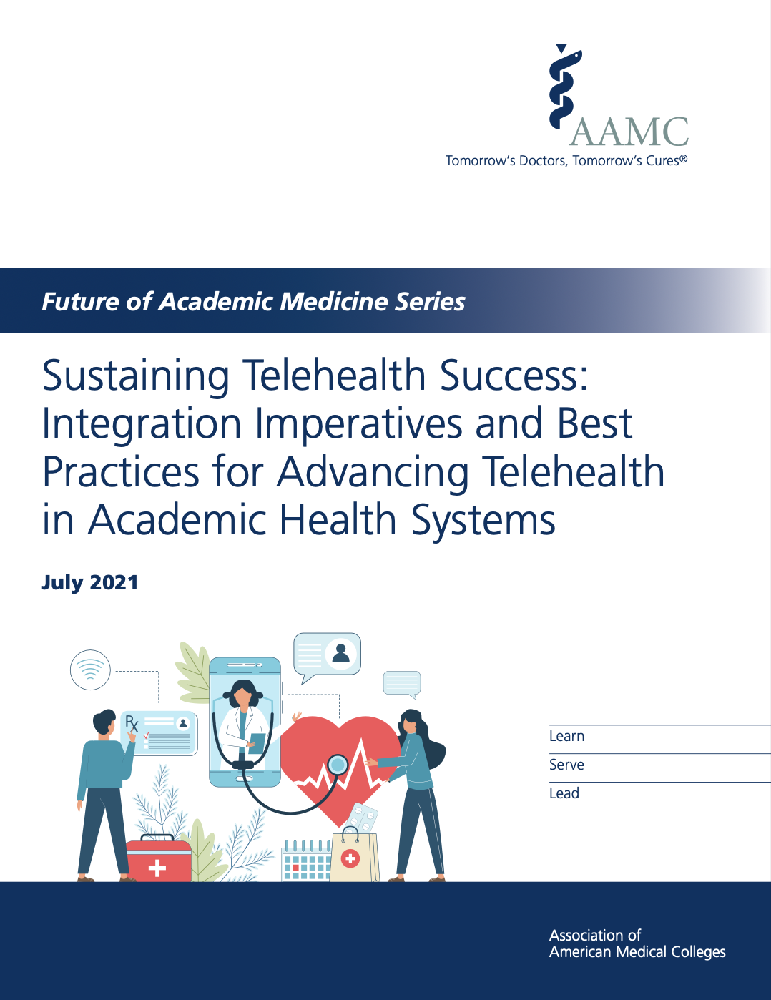 AAMC
Tomorrow's Doctors, Tomorrow's Cures®
Future of Academic Medicine Series
Sustaining Telehealth Success:
Integration Imperatives and Best
Practices for Advancing Telehealth
in Academic Health Systems
July 2021
Rx
Learn
Serve
Lead
Association of
American Medical Colleges